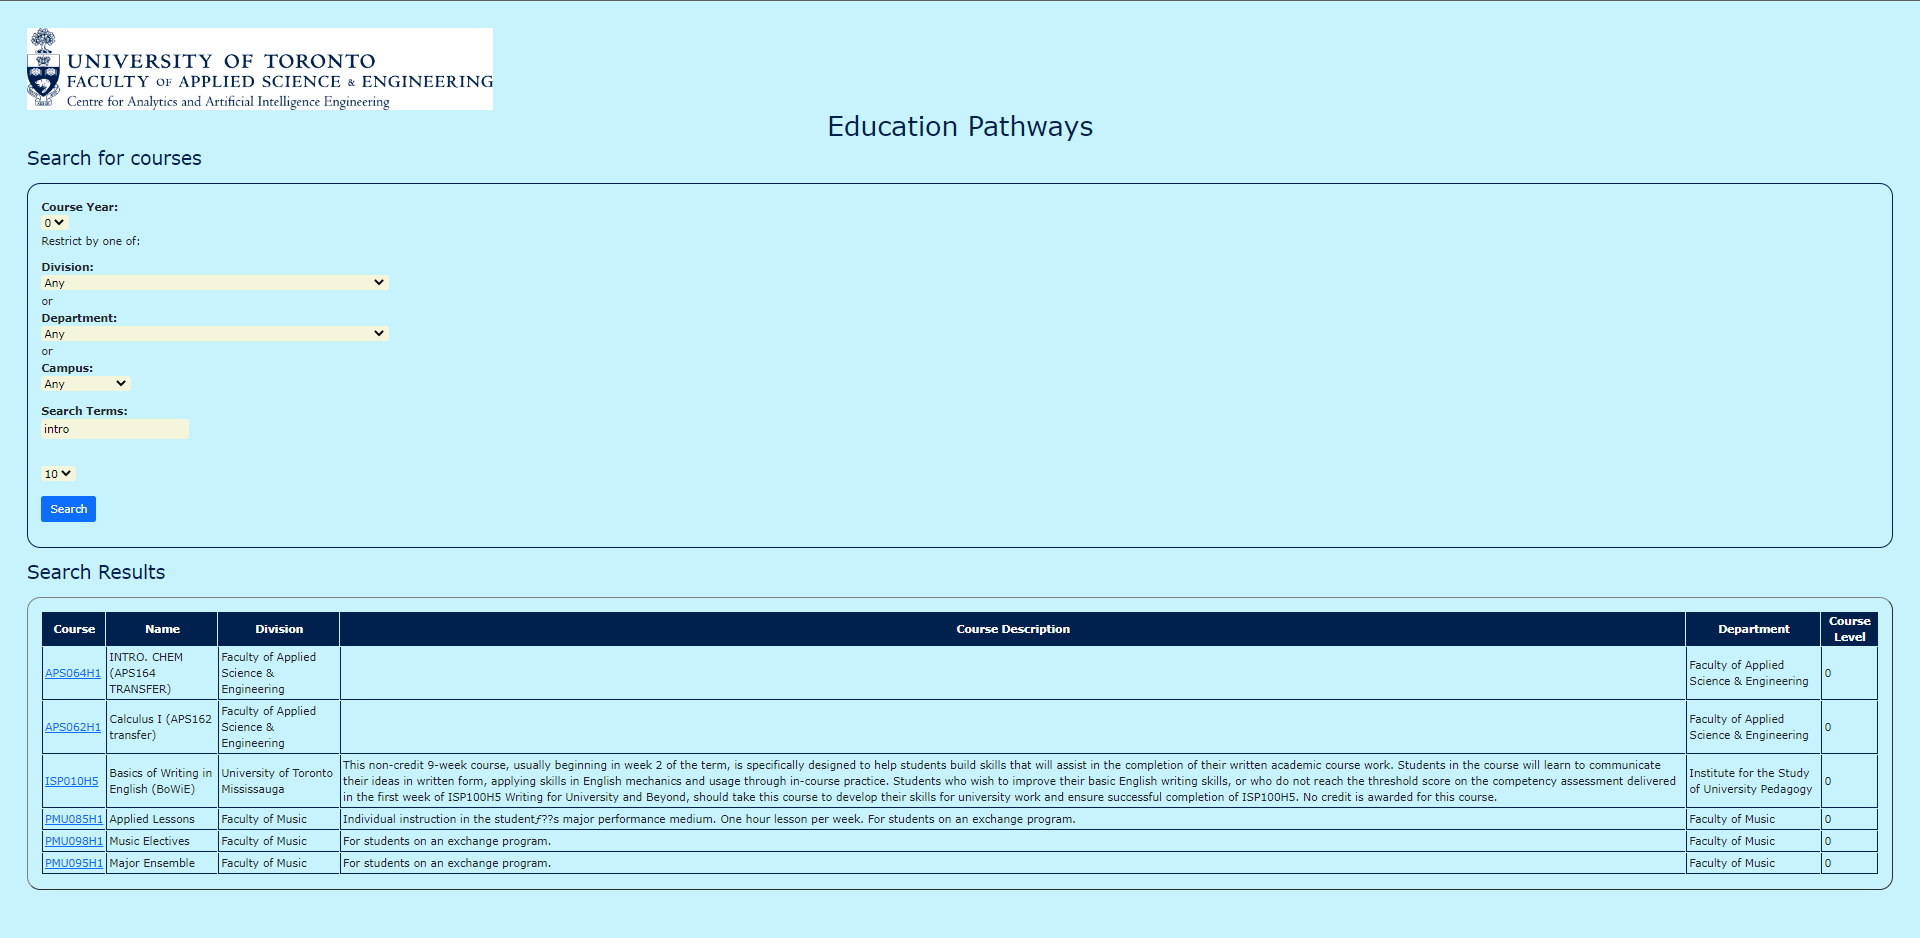 UNIVERSITY OF TORONTO
FACULTY OF APPLIED SCIENCE & ENGINEERING
Centre for Analytics and Artificial Intelligence Engineering
Education Pathways
Search for courses
Course Year:
0
Restrict by one of:
Division:
Any
or
Department:
Any
or
Campus:
Any
Search Terms:
intro
10
Search
Search Results
Course Name Division Course Description Department Course Level
APS064H1 INTRO. CHEM (APS164 TRANSFER) Faculty of Applied Science & Engineering Faculty of Applied Science & Engineering 0
APS062H1 Calculus I (APS162 transfer) Faculty of Applied Science & Engineering Faculty of Applied Science & Engineering 0
ISP010H5 Basics of Writing in English (BoWiE) University of Toronto Mississauga This non-credit 9-week course, usually beginning in week 2 of the term, is specifically designed to help students build skills that will assist in the completion of their written academic course work. Students in the course will learn to communicate their ideas in written form, applying skills in English mechanics and usage through in-course practice. Students who wish to improve their basic English writing skills, or who do not reach the threshold score on the competency assessment delivered in the first week of ISP100H5 Writing for University and Beyond, should take this course to develop their skills for university work and ensure successful completion of ISP100H5. No credit is awarded for this course. Institute for the Study of University Pedagogy 0
PMU085H1 Applied Lessons Faculty of Music Individual instruction in the studentƒ??s major performance medium. One hour lesson per week. For students on an exchange program. Faculty of Music 0
PMU098H1 Music Electives Faculty of Music For students on an exchange program. Faculty of Music 0
PMU095H1 Major Ensemble Faculty of Music For students on an exchange program. Faculty of Music 0